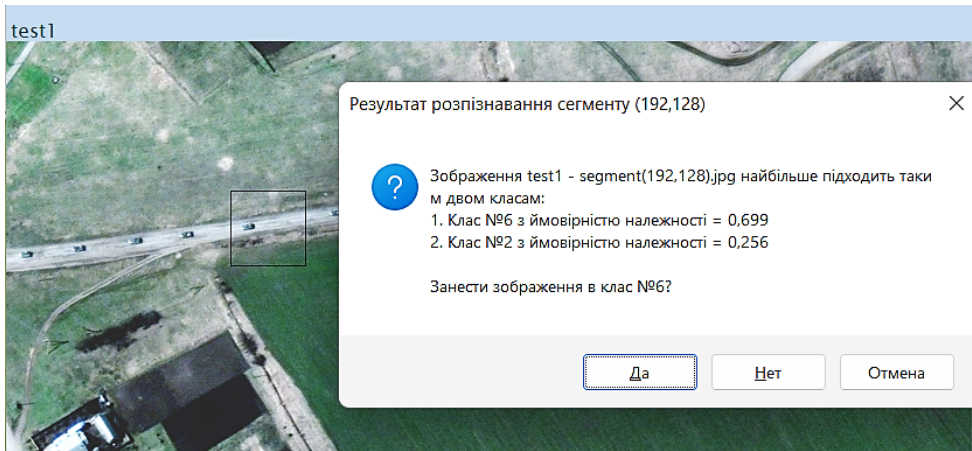 test1
Результат розпізнавання сегменту (192,128)
Зображення test1 - segment(192,128).jpg найбільше підходить таки
м двом класам:
1. Клас №6 з ймовірністю належності = 0,699
2. Клас №2 з ймовірністю належності = 0,256
Занести зображення в клас №6?
Да
Нет
Отмена